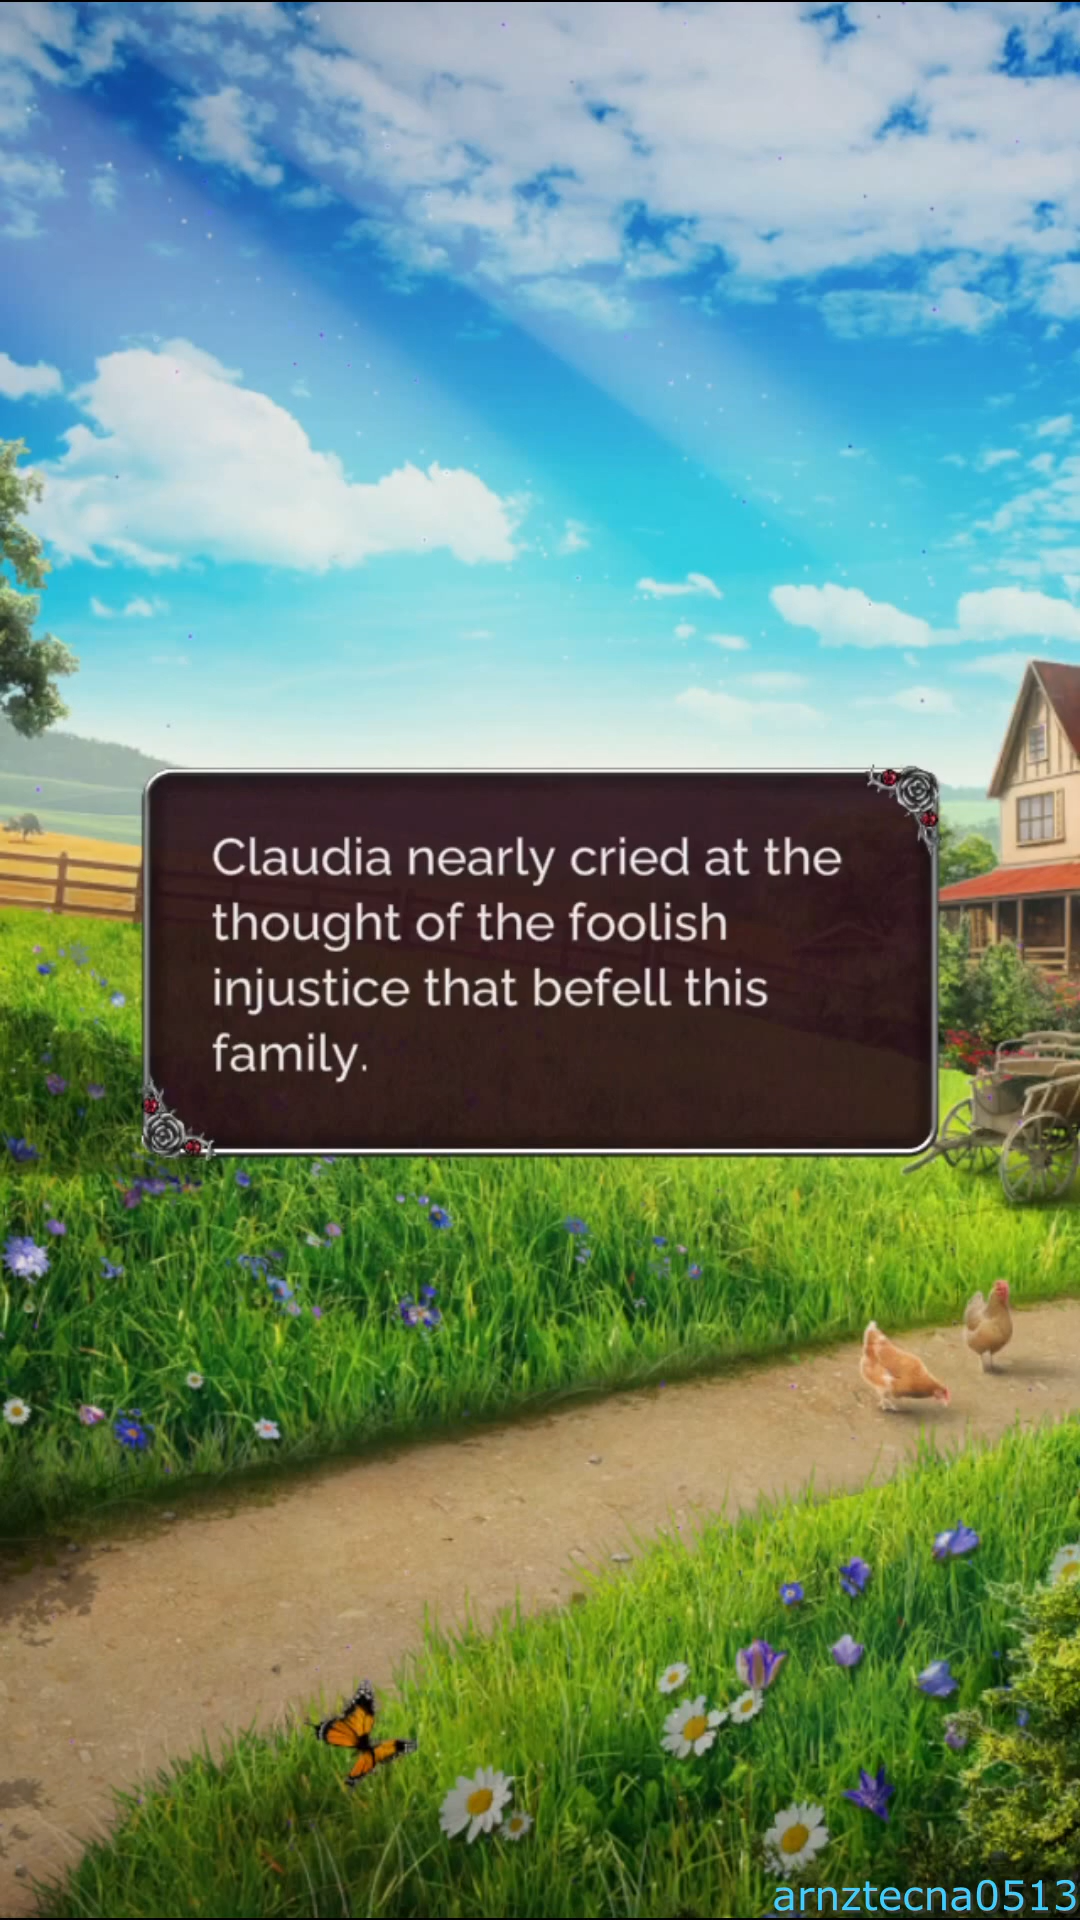 Claudia nearly cried at the
thought of the foolish
injustice that befell this
family.
arnztecna0513